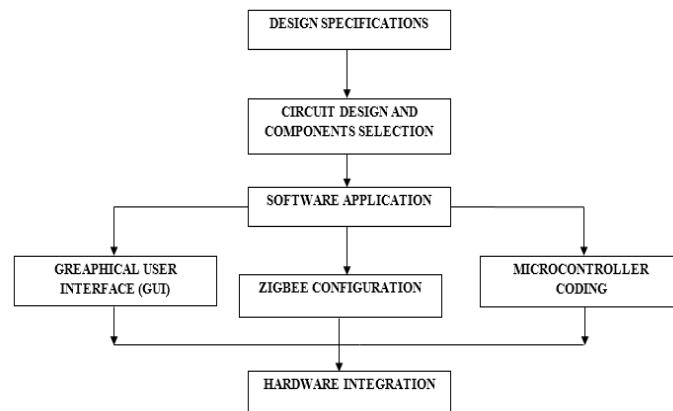 DESIGN SPECIFICATIONS
CIRCUIT DESIGN AND
COMPONENTS SELECTION
SOFTWARE APPLICATION
GREAPHICAL USER
INTERFACE (GUI)
ZIGBEE CONFIGURATION
MICROCONTROLLER
CODING
HARDWARE INTEGRATION